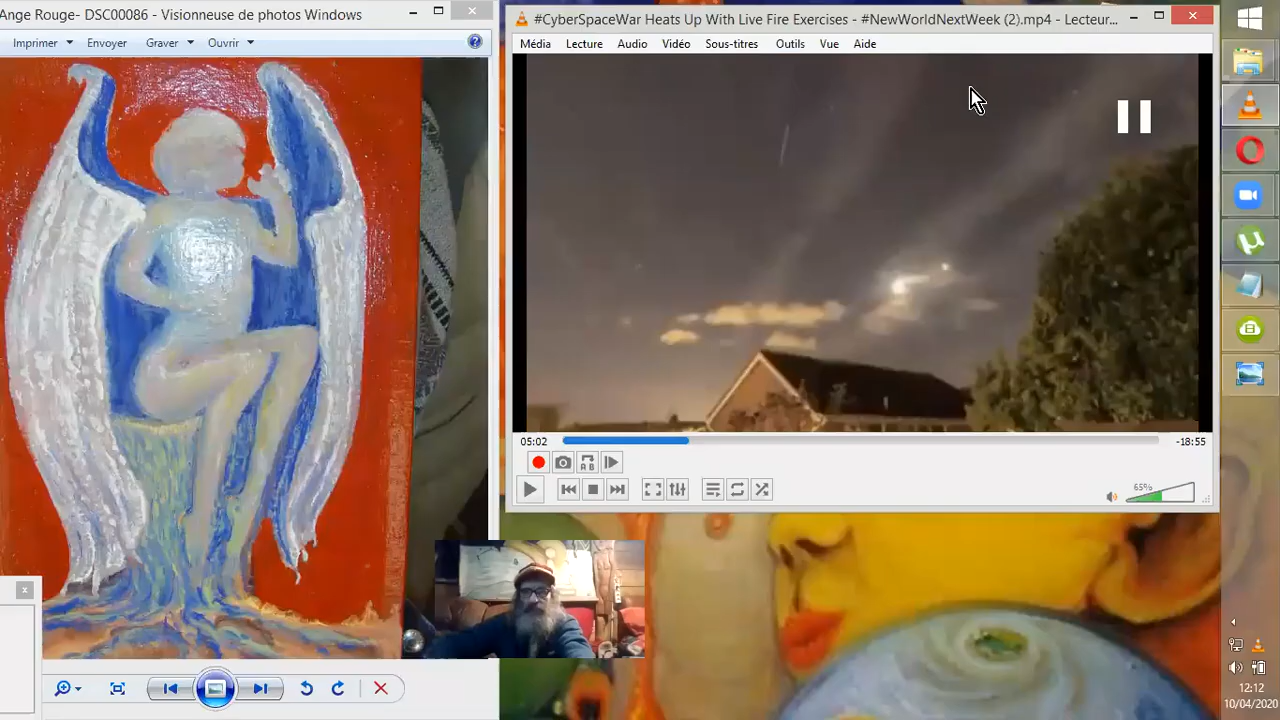 Ange Rouge- DSC00086 - Visionneuse de photos Windows
Imprimer Envoyer Graver Ouvrir
#CyberSpaceWar Heats Up With Live Fire Exercises - #NewWorldNextWeek (2).mp4 - Lecteur...
Média Lecture Audio Vidéo Sous-titres Outils Vue Aide
05:02 -18:55
A B
65%
12:12
10/04/2020